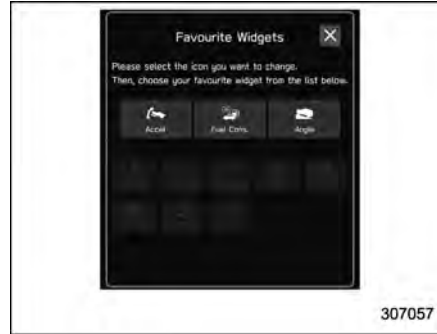 Favourite Widgets
Please select the icon you want to change.
Then, choose your favourite widget from the list below.
Accel Fuel Cons. Angle
307057